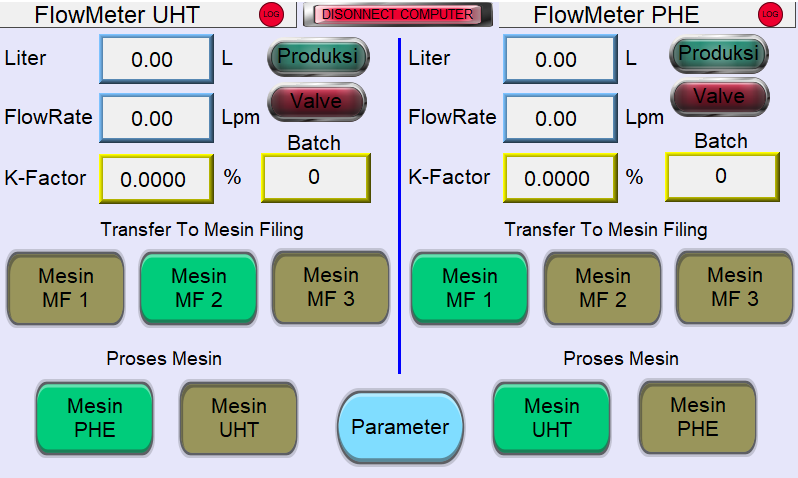 FlowMeter UHT
LOG
DISONNECT COMPUTER
FlowMeter PHE
LOG
Liter
0.00
L
Produksi
Valve
FlowRate
0.00
Lpm
Batch
K-Factor
0.0000
%
0
Transfer To Mesin Filing
Mesin
MF 1
Mesin
MF 2
Mesin
MF 3
Proses Mesin
Mesin
PHE
Mesin
UHT
Parameter
Liter
0.00
L
Produksi
Valve
FlowRate
0.00
Lpm
Batch
K-Factor
0.0000
%
0
Transfer To Mesin Filing
Mesin
MF 1
Mesin
MF 2
Mesin
MF 3
Proses Mesin
Mesin
UHT
Mesin
PHE